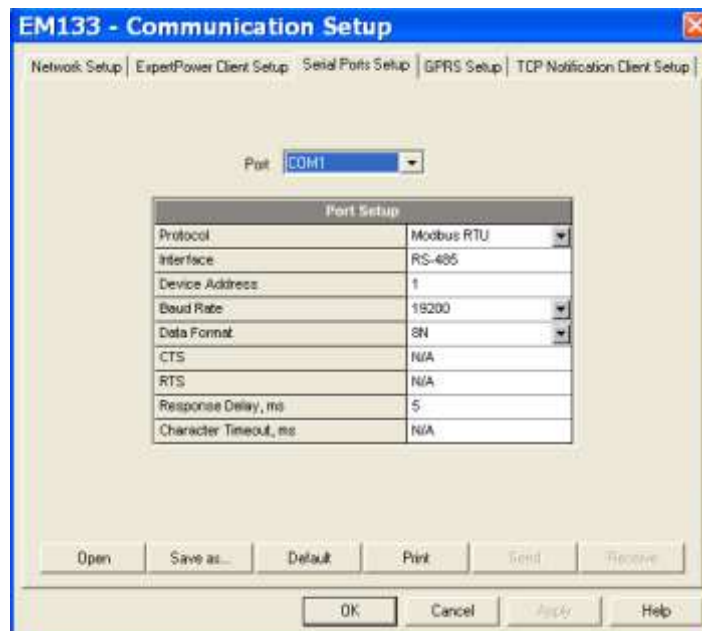 EM133 - Communication Setup
Network Setup ExpertPower Client Setup Serial Ports Setup GPRS Setup TCP Notification Client Setup
Port COM1
Port Setup
Protocol Modbus RTU
Interface RS-485
Device Address 1
Baud Rate 19200
Data Format 8N
CTS N/A
RTS N/A
Response Delay, ms 5
Character Timeout, ms N/A
Open Save as... Default Print Send Receive
OK Cancel Apply Help